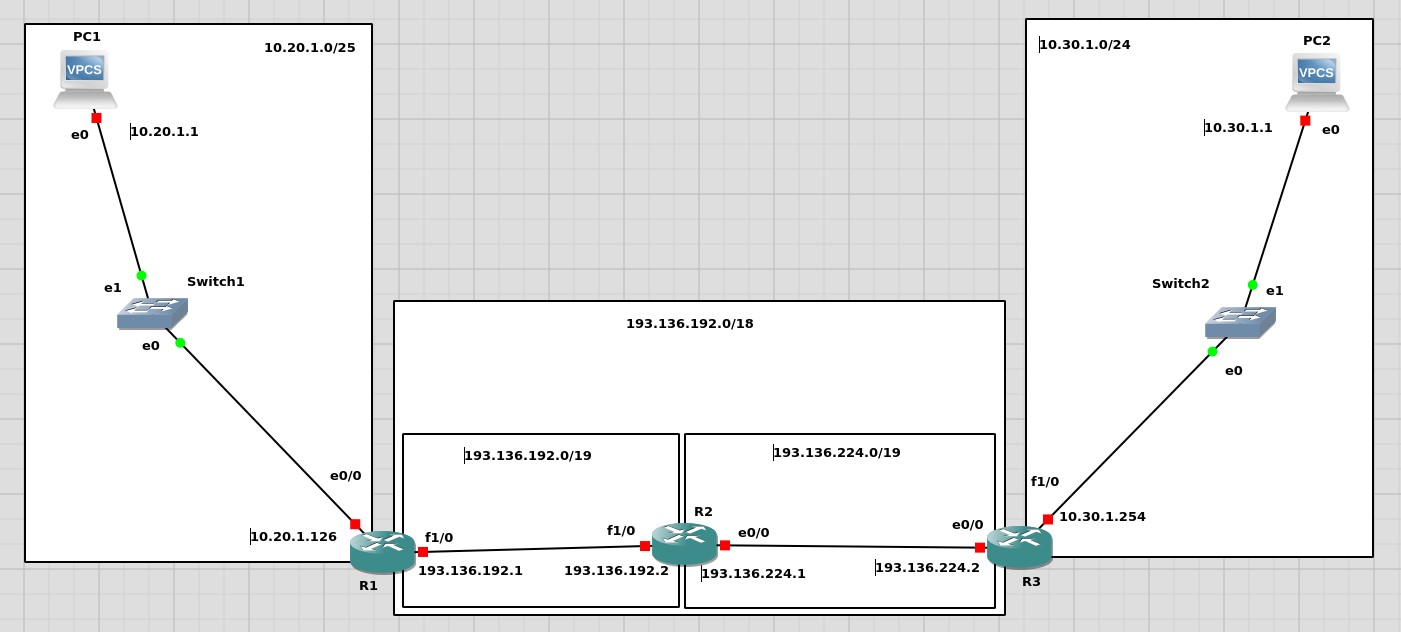 PC1
10.20.1.0/25
VPCS
e0
10.20.1.1
e1
Switch1
e0
e0/0
10.20.1.126
R1
193.136.192.0/18
193.136.192.0/19
193.136.224.0/19
f1/0
193.136.192.1
f1/0
193.136.192.2
R2
e0/0
193.136.224.1
e0/0
193.136.224.2
R3
10.30.1.0/24
PC2
VPCS
10.30.1.1
e0
Switch2
e1
e0
f1/0
10.30.1.254